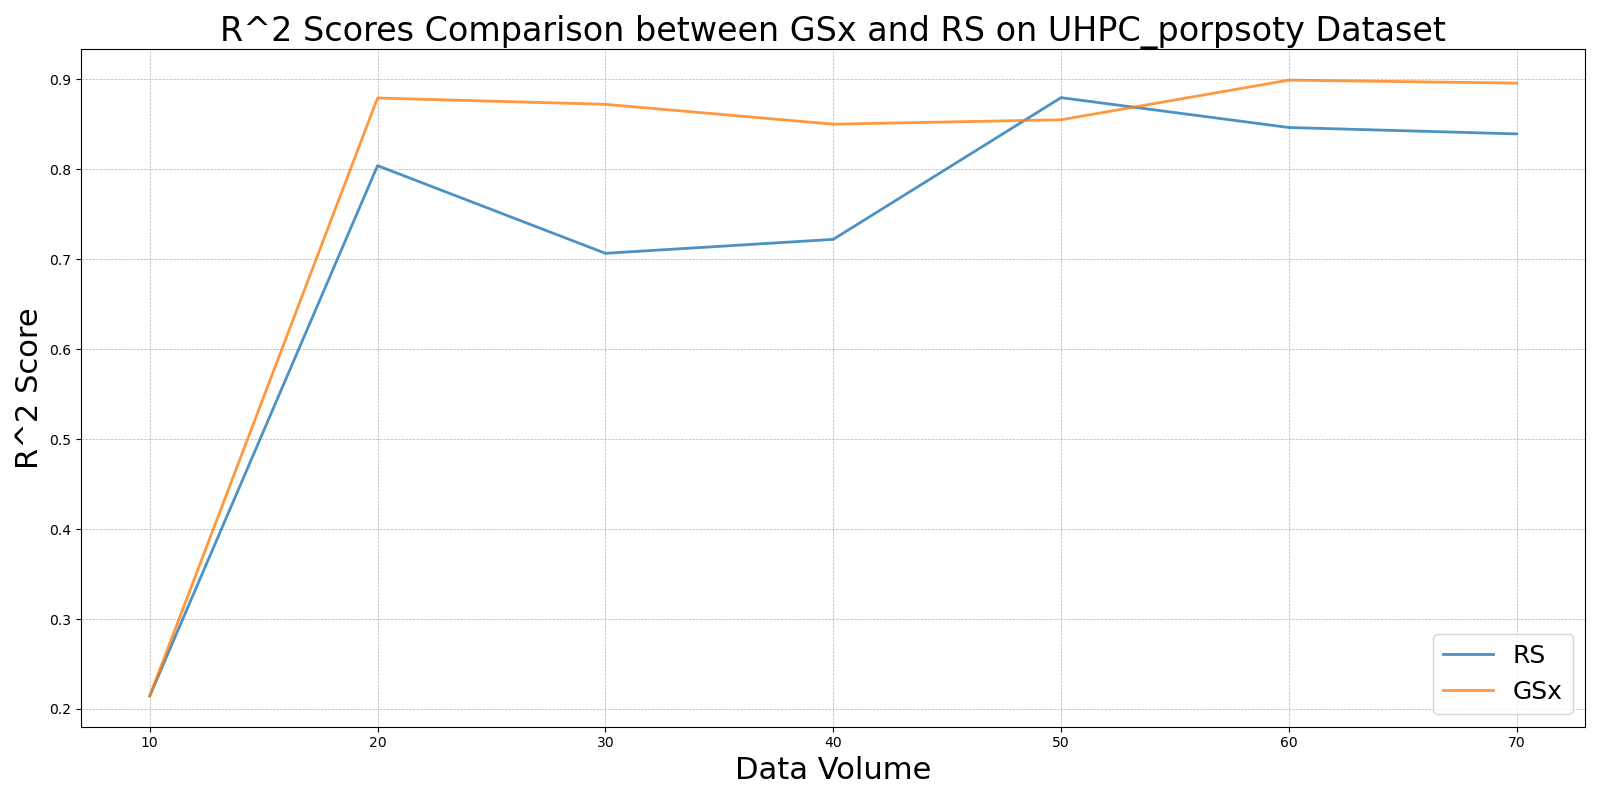 R^2 Scores Comparison between GSx and RS on UHPC_porpsoty Dataset
R^2 Score
0.9
0.8
0.7
0.6
0.5
0.4
0.3
0.2
10 20 30 40 50 60 70
Data Volume
RS
GSx